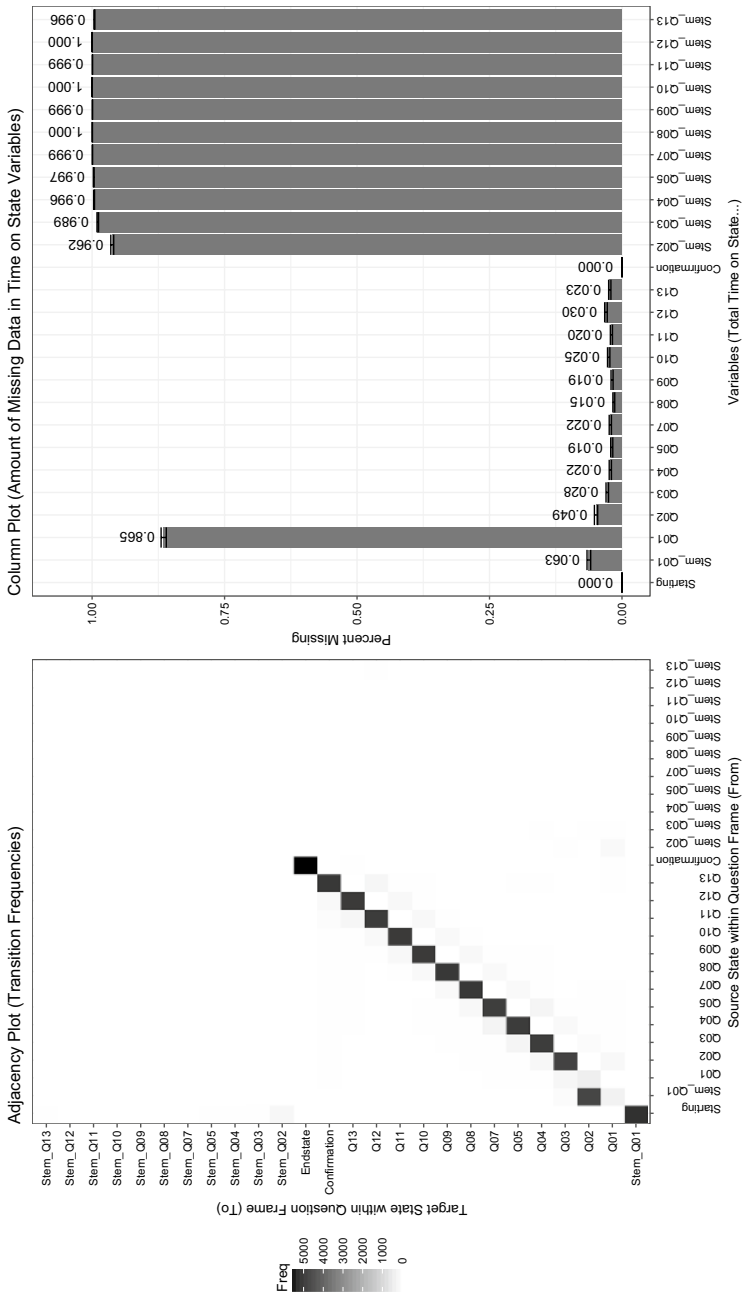 Adjacency Plot (Transition Frequencies)
Freq
5000
4000
3000
2000
1000
0
Target State within Question Frame (To)
Stem_Q13
Stem_Q12
Stem_Q11
Stem_Q10
Stem_Q09
Stem_Q08
Stem_Q07
Stem_Q05
Stem_Q04
Stem_Q03
Stem_Q02
Endstate
Confirmation
Q13
Q12
Q11
Q10
Q09
Q08
Q07
Q05
Q04
Q03
Q02
Q01
Stem_Q01
Starting
Stem_Q01
Q01
Q02
Q03
Q04
Q05
Q07
Q08
Q09
Q10
Q11
Q12
Q13
Confirmation
Stem_Q02
Stem_Q03
Stem_Q04
Stem_Q05
Stem_Q07
Stem_Q08
Stem_Q09
Stem_Q10
Stem_Q11
Stem_Q12
Stem_Q13
Source State within Question Frame (From)
Column Plot (Amount of Missing Data in Time on State Variables)
Percent Missing
1.00
0.75
0.50
0.25
0.00
0.000
0.063
0.865
0.049
0.028
0.022
0.019
0.022
0.015
0.019
0.025
0.020
0.030
0.023
0.000
0.962
0.989
0.996
0.997
0.999
1.000
0.999
1.000
0.999
1.000
0.996
Starting
Stem_Q01
Q01
Q02
Q03
Q04
Q05
Q07
Q08
Q09
Q10
Q11
Q12
Q13
Confirmation
Stem_Q02
Stem_Q03
Stem_Q04
Stem_Q05
Stem_Q07
Stem_Q08
Stem_Q09
Stem_Q10
Stem_Q11
Stem_Q12
Stem_Q13
Variables (Total Time on State...)